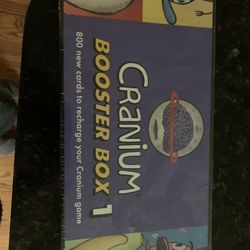 CRANIUM
BOOSTER BOX 1
800 new cards to recharge your Cranium game